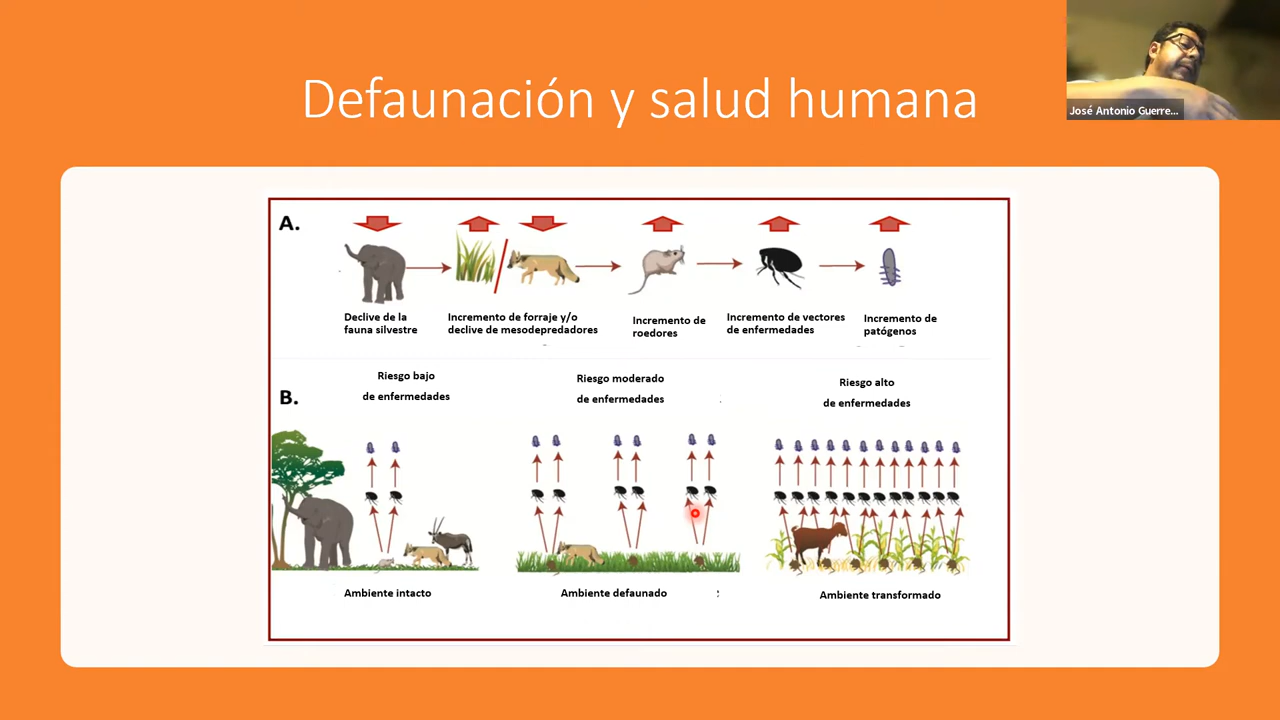 Defaunación y salud humana
José Antonio Guerre...
A.
Declive de la
fauna silvestre
Incremento de forraje y/o
declive de mesodepredadores
Incremento de
roedores
Incremento de vectores
de enfermedades
Incremento de
patógenos
B.
Riesgo bajo
de enfermedades
Riesgo moderado
de enfermedades
Riesgo alto
de enfermedades
Ambiente intacto
Ambiente defaunado
Ambiente transformado